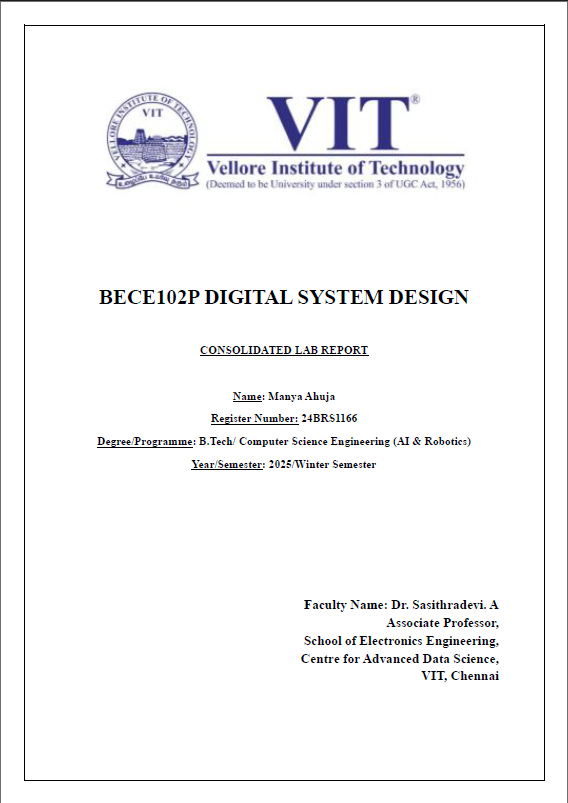 VELLORE INSTITUTE OF TECHNOLOGY
VIT
VIT®
Vellore Institute of Technology
(Deemed to be University under section 3 of UGC Act, 1956)
BECE102P DIGITAL SYSTEM DESIGN
CONSOLIDATED LAB REPORT
Name: Manya Ahuja
Register Number: 24BRS1166
Degree/Programme: B.Tech/ Computer Science Engineering (AI & Robotics)
Year/Semester: 2025/Winter Semester
Faculty Name: Dr. Sasithradevi. A
Associate Professor,
School of Electronics Engineering,
Centre for Advanced Data Science,
VIT, Chennai